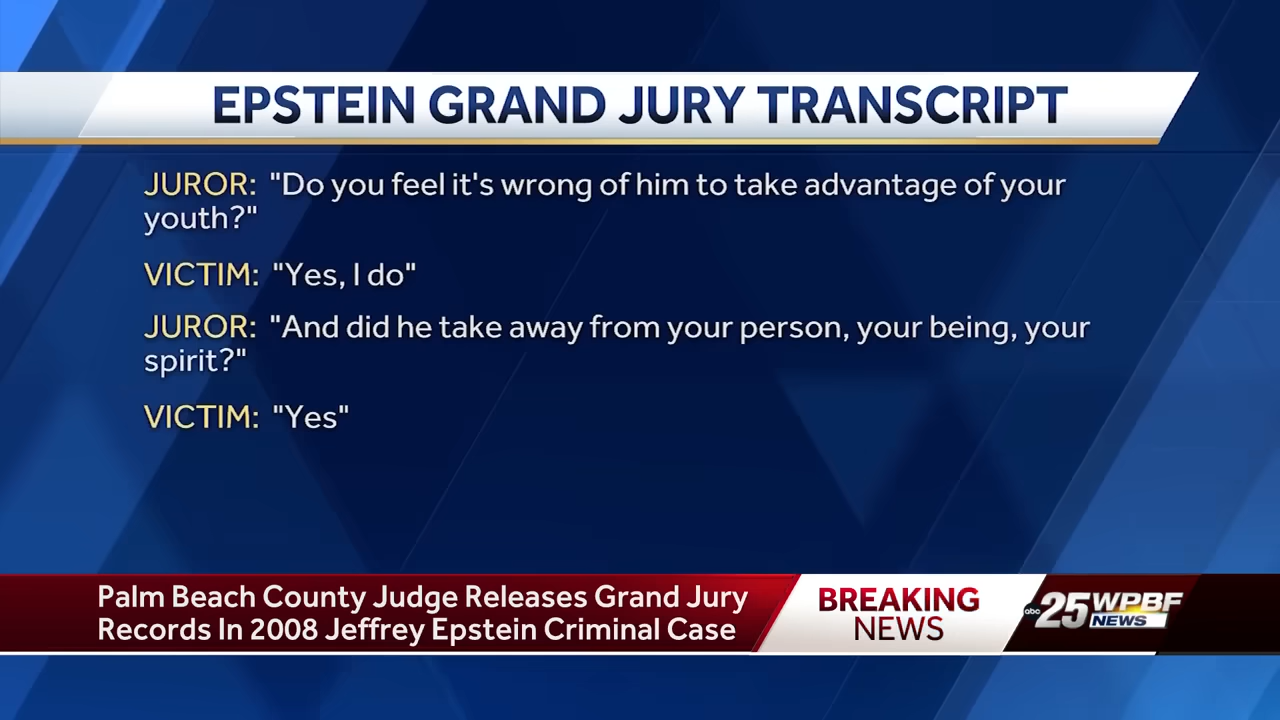 EPSTEIN GRAND JURY TRANSCRIPT
JUROR: "Do you feel it's wrong of him to take advantage of your
youth?"
VICTIM: "Yes, I do"
JUROR: "And did he take away from your person, your being, your
spirit?"
VICTIM: "Yes"
Palm Beach County Judge Releases Grand Jury
Records In 2008 Jeffrey Epstein Criminal Case
BREAKING
NEWS
abc 25 WPBF
NEWS